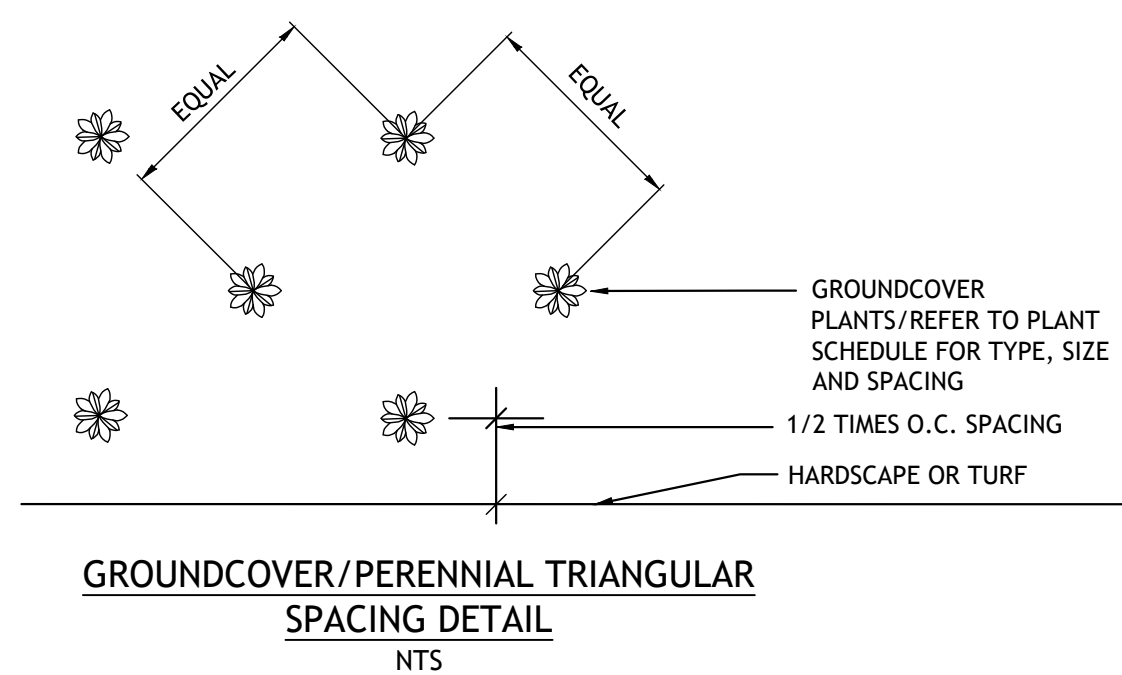 EQUAL
EQUAL
GROUNDCOVER
PLANTS/REFER TO PLANT
SCHEDULE FOR TYPE, SIZE
AND SPACING
1/2 TIMES O.C. SPACING
HARDSCAPE OR TURF
GROUNDCOVER/PERENNIAL TRIANGULAR
SPACING DETAIL
NTS